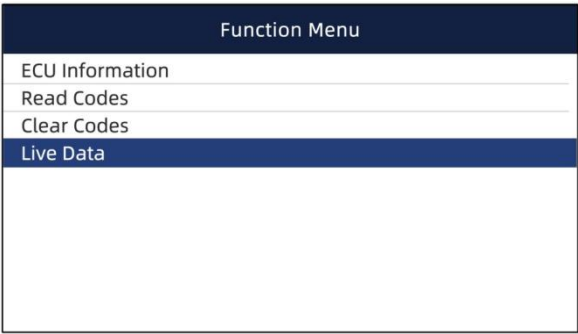 Function Menu
ECU Information
Read Codes
Clear Codes
Live Data